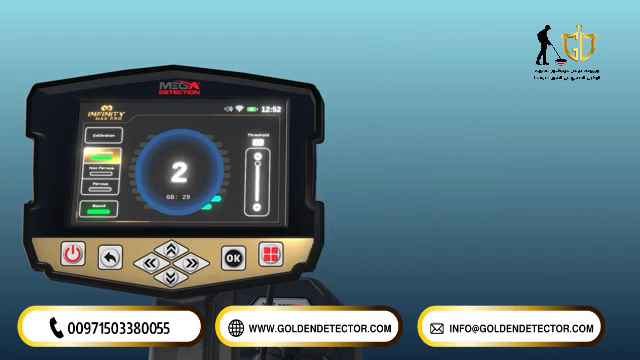 MEGA
DETECTION
INFINITY
MAX PRO
12:52
Calibration
Threshold
2
Non Ferrous
Ferrous
GB: 29
Sound
OK
GD
00971503380055
WWW.GOLDENDETECTOR.COM
INFO@GOLDENDETECTOR.COM